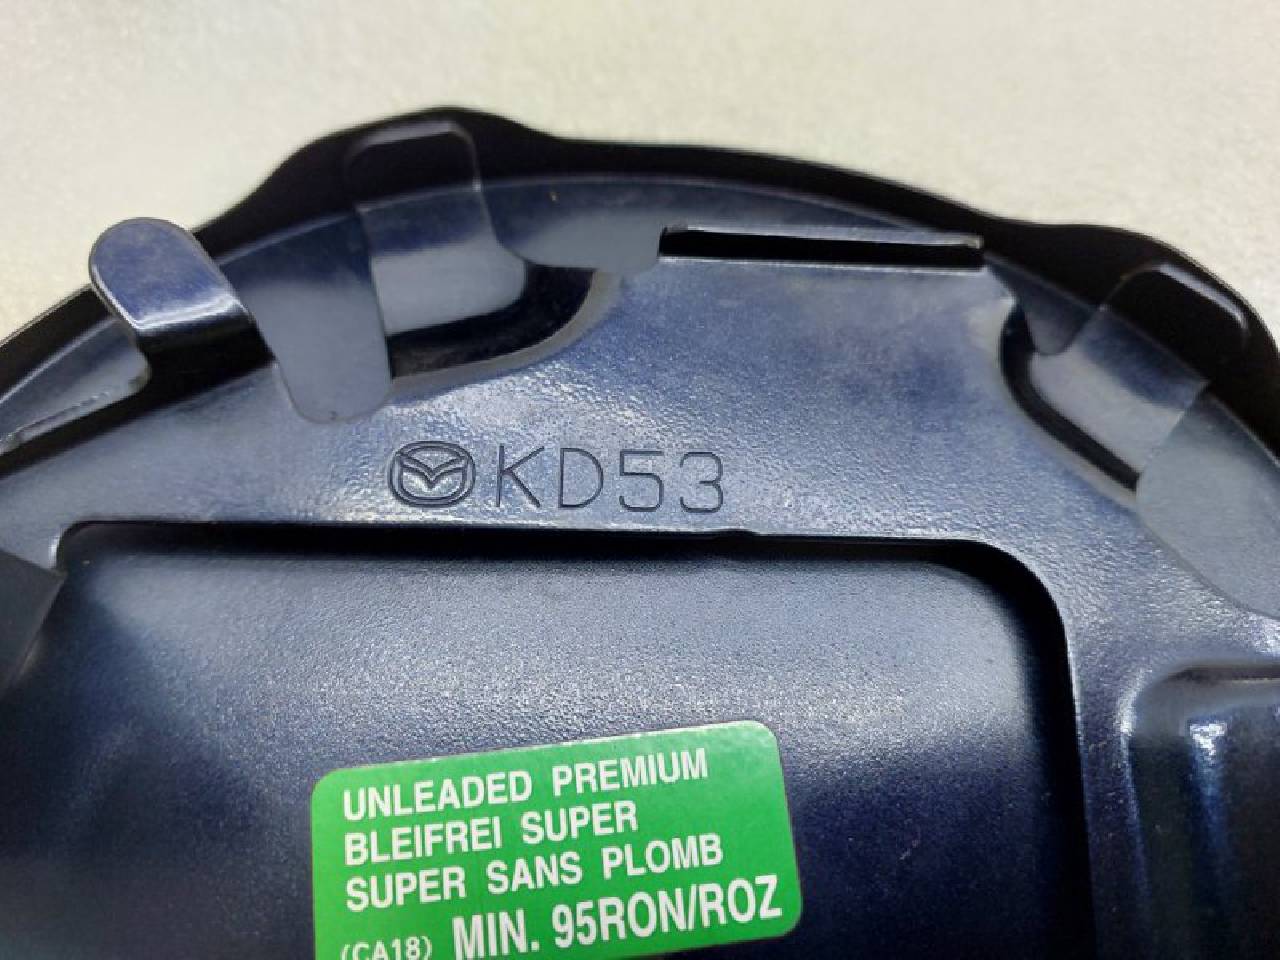 KD53
UNLEADED PREMIUM
BLEIFREI SUPER
SUPER SANS PLOMB
(CA18) MIN. 95RON/ROZ